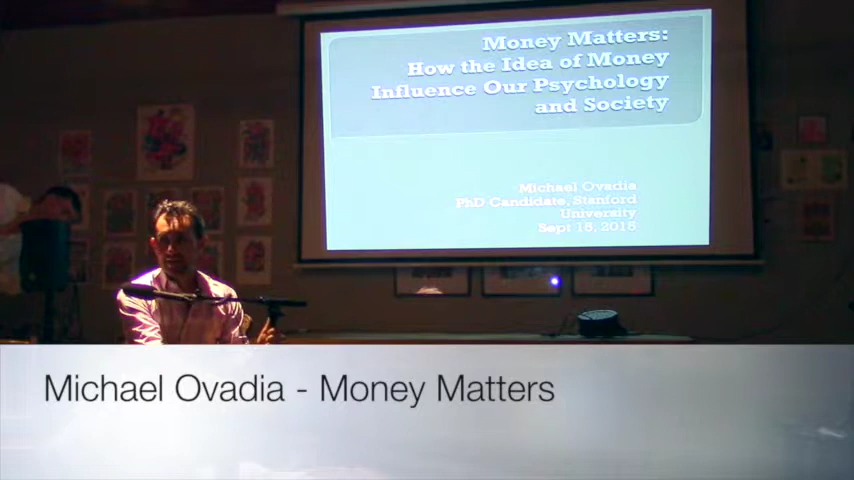 Money Matters:
How the Idea of Money
Influence Our Psychology
and Society
Michael Ovadia
PhD Candidate, Stanford
University
Sept 15, 2015
Michael Ovadia - Money Matters